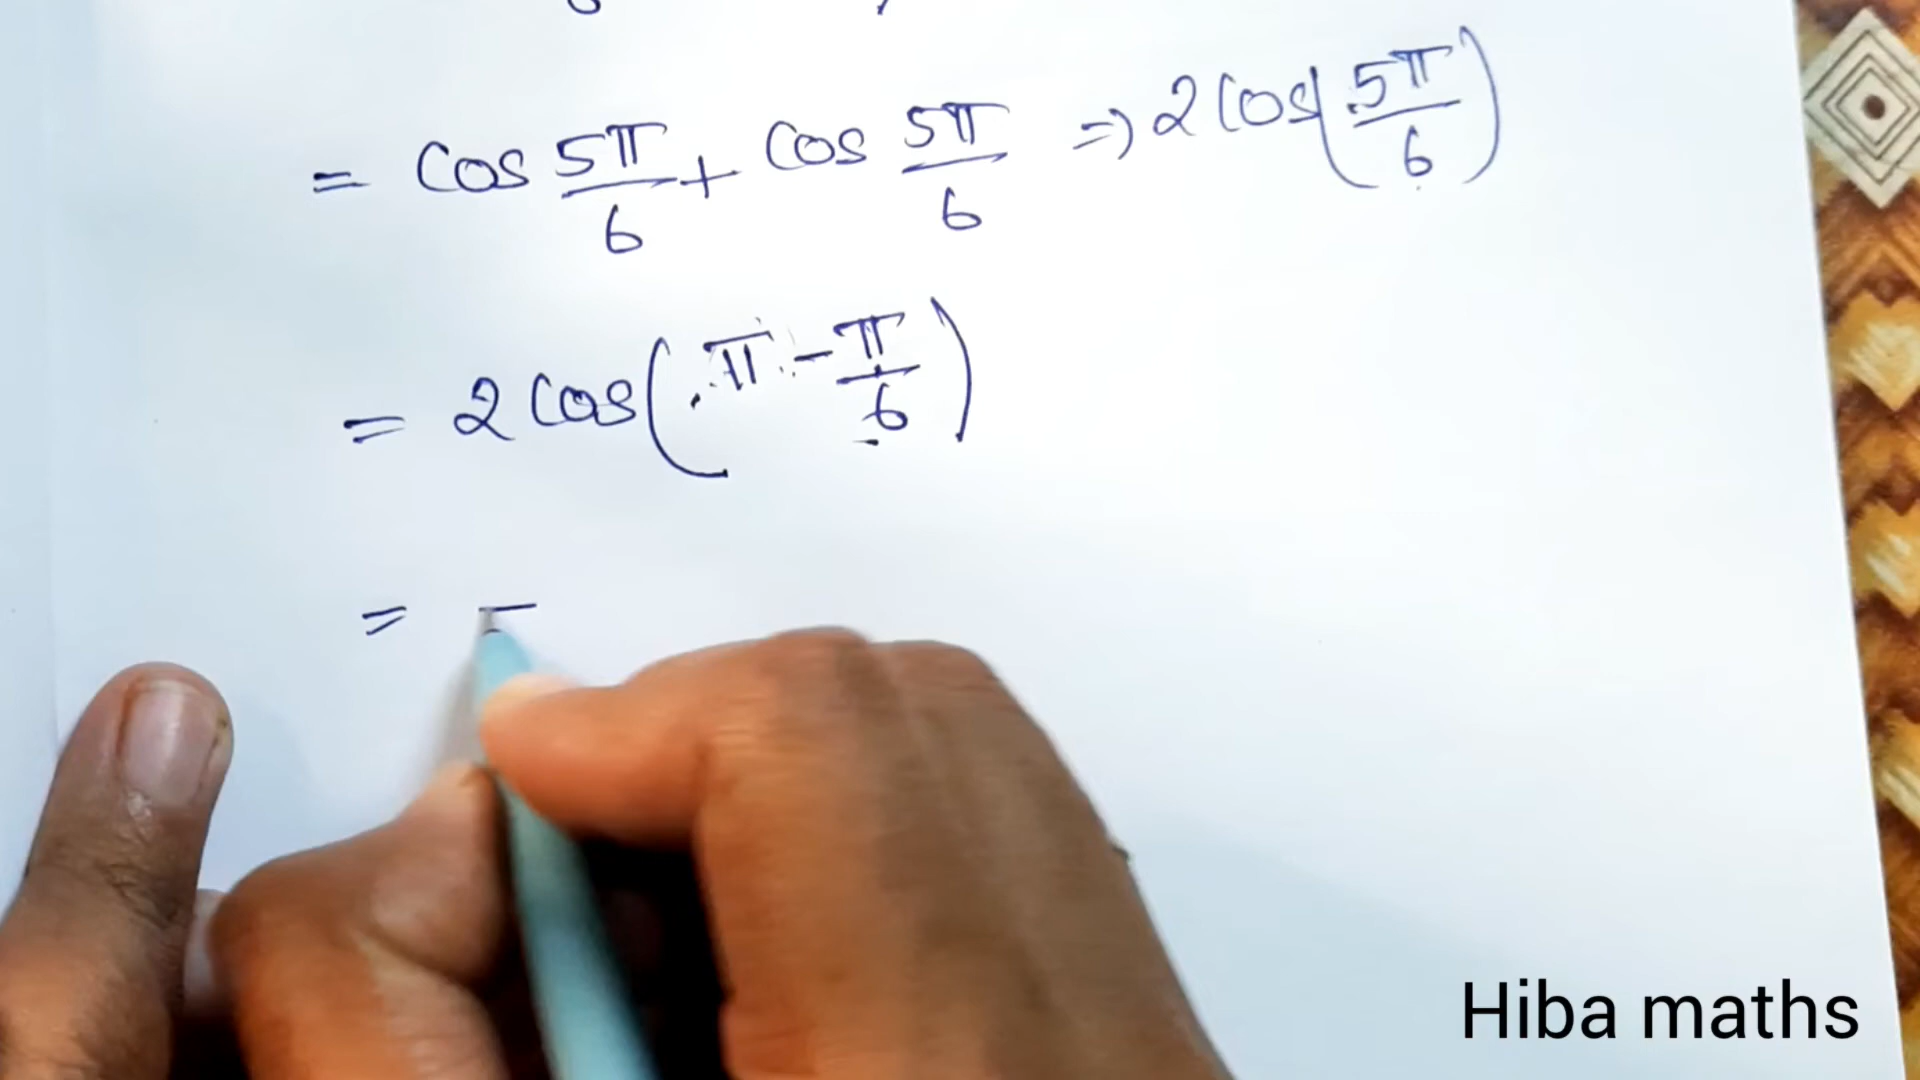 = cos 5π/6 + cos 5π/6 => 2 cos(5π/6)
= 2 cos(π - π/6)
= -
Hiba maths